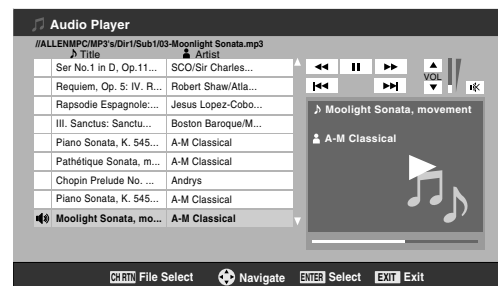 Audio Player
//ALLENMPC/MP3's/Dir1/Sub1/03-Moonlight Sonata.mp3
Title Artist
Ser No.1 in D, Op.11... SCO/Sir Charles...
Requiem, Op. 5: IV. R... Robert Shaw/Atla...
Rapsodie Espagnole:... Jesus Lopez-Cobo...
III. Sanctus: Sanctu... Boston Baroque/M...
Piano Sonata, K. 545... A-M Classical
Pathétique Sonata, m... A-M Classical
Chopin Prelude No. ... Andrys
Piano Sonata, K. 545... A-M Classical
Moolight Sonata, mo... A-M Classical
VOL
Moolight Sonata, movement
A-M Classical
CH RTN File Select Navigate ENTER Select EXIT Exit